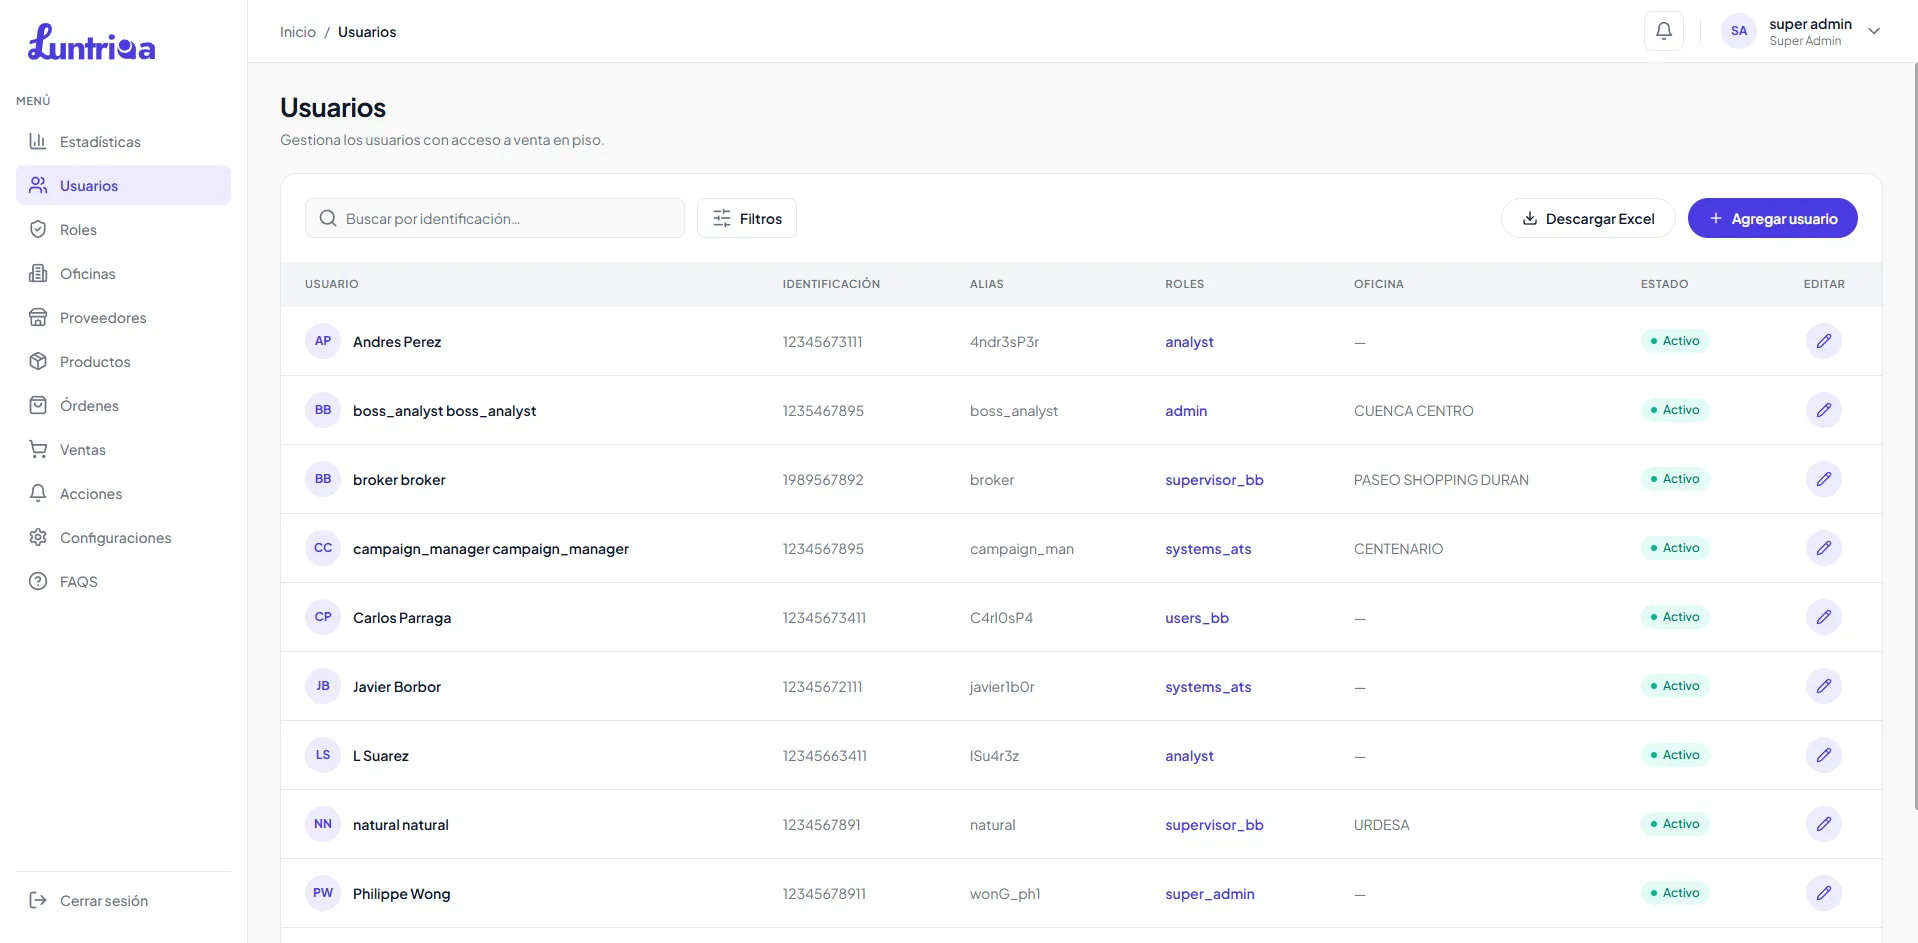 Luntriqa
MENÚ
Estadísticas
Usuarios
Roles
Oficinas
Proveedores
Productos
Órdenes
Ventas
Acciones
Configuraciones
FAQS
Cerrar sesión
Inicio / Usuarios
SA super admin
Super Admin
Usuarios
Gestiona los usuarios con acceso a venta en piso.
Buscar por identificación... Filtros Descargar Excel + Agregar usuario
USUARIO IDENTIFICACIÓN ALIAS ROLES OFICINA ESTADO EDITAR
AP Andres Perez 12345673111 4ndr3sP3r analyst — Activo
BB boss_analyst boss_analyst 1235467895 boss_analyst admin CUENCA CENTRO Activo
BB broker broker 1989567892 broker supervisor_bb PASEO SHOPPING DURAN Activo
CC campaign_manager campaign_manager 1234567895 campaign_man systems_ats CENTENARIO Activo
CP Carlos Parraga 12345673411 C4rl0sP4 users_bb — Activo
JB Javier Borbor 12345672111 javier1b0r systems_ats — Activo
LS L Suarez 12345663411 lSu4r3z analyst — Activo
NN natural natural 1234567891 natural supervisor_bb URDESA Activo
PW Philippe Wong 12345678911 wonG_ph1 super_admin — Activo